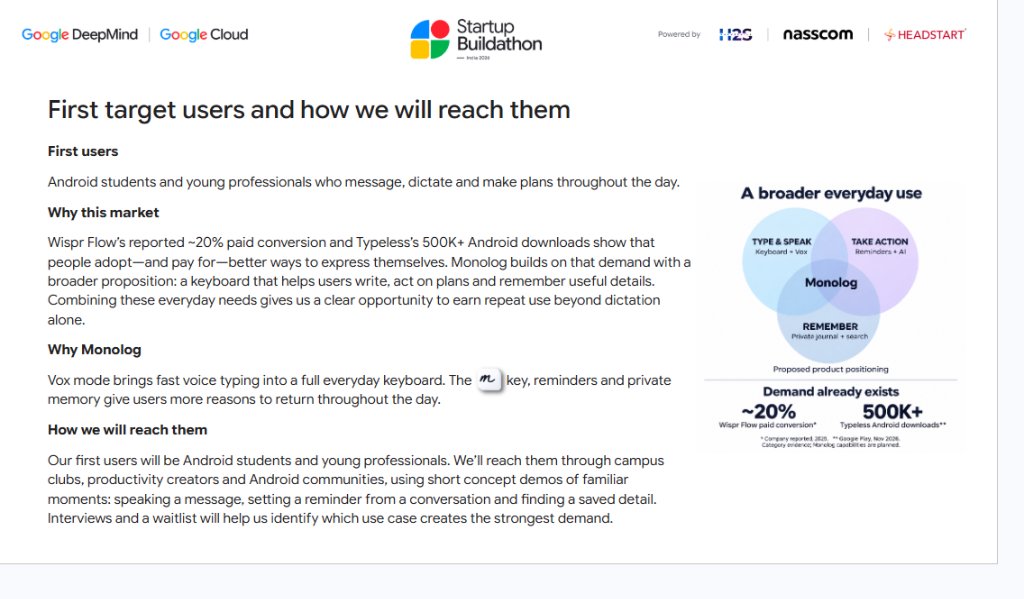 Google DeepMind | Google Cloud
Startup
Buildathon
India 2026
Powered by H2S | nasscom | HEADSTART
First target users and how we will reach them
First users
Android students and young professionals who message, dictate and make plans throughout the day.
Why this market
Wispr Flow's reported ~20% paid conversion and Typeless's 500K+ Android downloads show that
people adopt—and pay for—better ways to express themselves. Monolog builds on that demand with a
broader proposition: a keyboard that helps users write, act on plans and remember useful details.
Combining these everyday needs gives us a clear opportunity to earn repeat use beyond dictation
alone.
Why Monolog
Vox mode brings fast voice typing into a full everyday keyboard. The m key, reminders and private
memory give users more reasons to return throughout the day.
How we will reach them
Our first users will be Android students and young professionals. We'll reach them through campus
clubs, productivity creators and Android communities, using short concept demos of familiar
moments: speaking a message, setting a reminder from a conversation and finding a saved detail.
Interviews and a waitlist will help us identify which use case creates the strongest demand.
A broader everyday use
TYPE & SPEAK
Keyboard + Vox
TAKE ACTION
Reminders + AI
Monolog
REMEMBER
Private journal + search
Proposed product positioning
Demand already exists
~20%
Wispr Flow paid conversion*
500K+
Typeless Android downloads**
* Company reported, 2025. ** Google Play, Nov 2026.
Category evidence; Monolog capabilities are planned.